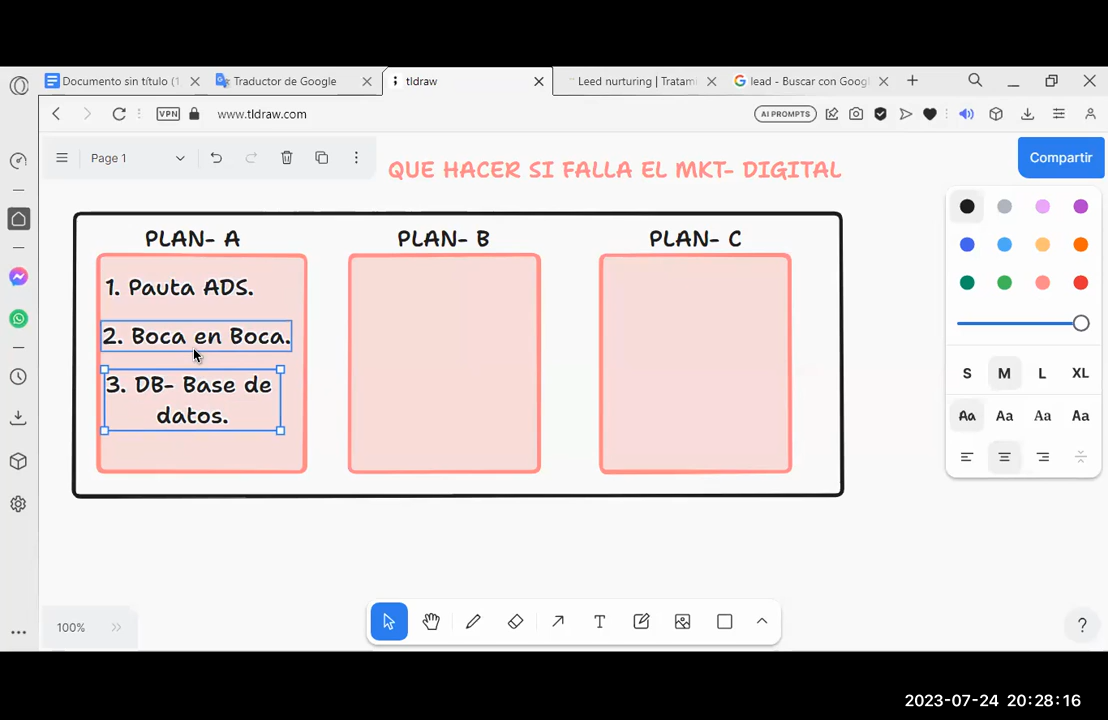 Documento sin título (1
Traductor de Google
tldraw
Leed nurturing | Tratami
lead - Buscar con Googl
VPN
www.tldraw.com
AI PROMPTS
Page 1
QUE HACER SI FALLA EL MKT- DIGITAL
Compartir
PLAN- A
PLAN- B
PLAN- C
1. Pauta ADS.
2. Boca en Boca.
3. DB- Base de
datos.
S M L XL
Aa Aa Aa Aa
100%
?
2023-07-24 20:28:16